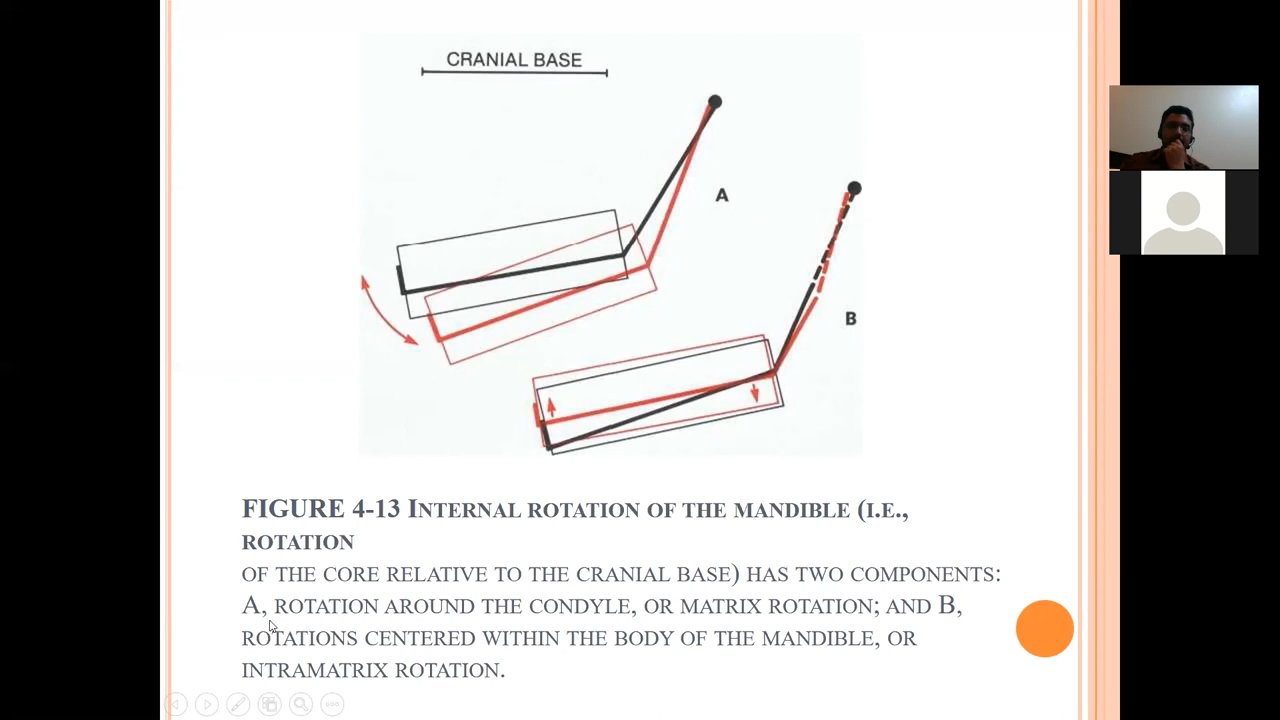 CRANIAL BASE
A
B
FIGURE 4-13 INTERNAL ROTATION OF THE MANDIBLE (I.E.,
ROTATION
OF THE CORE RELATIVE TO THE CRANIAL BASE) HAS TWO COMPONENTS:
A, ROTATION AROUND THE CONDYLE, OR MATRIX ROTATION; AND B,
ROTATIONS CENTERED WITHIN THE BODY OF THE MANDIBLE, OR
INTRAMATRIX ROTATION.